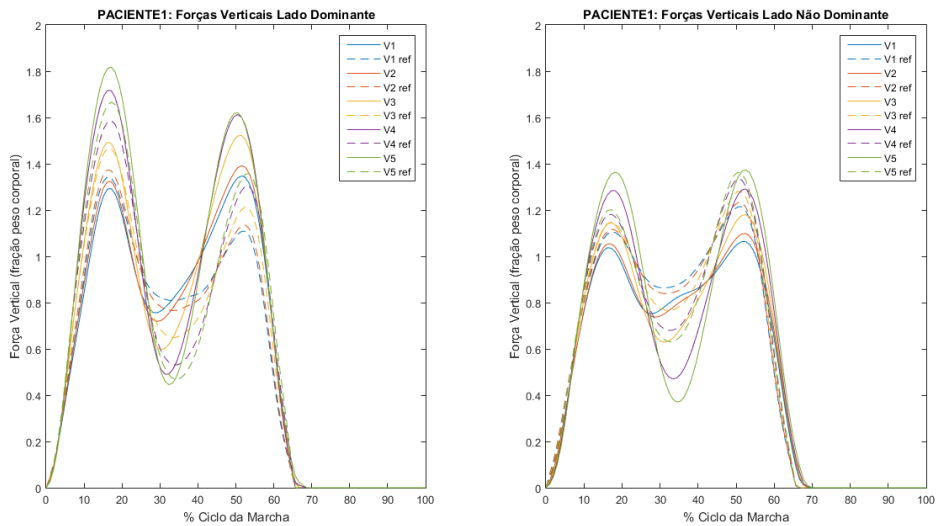 PACIENTE1: Forças Verticais Lado Dominante
Força Vertical (fração peso corporal)
2
1.8
1.6
1.4
1.2
1
0.8
0.6
0.4
0.2
0
0 10 20 30 40 50 60 70 80 90 100
% Ciclo da Marcha
V1
V1 ref
V2
V2 ref
V3
V3 ref
V4
V4 ref
V5
V5 ref
PACIENTE1: Forças Verticais Lado Não Dominante
Força Vertical (fração peso corporal)
2
1.8
1.6
1.4
1.2
1
0.8
0.6
0.4
0.2
0
0 10 20 30 40 50 60 70 80 90 100
% Ciclo da Marcha
V1
V1 ref
V2
V2 ref
V3
V3 ref
V4
V4 ref
V5
V5 ref